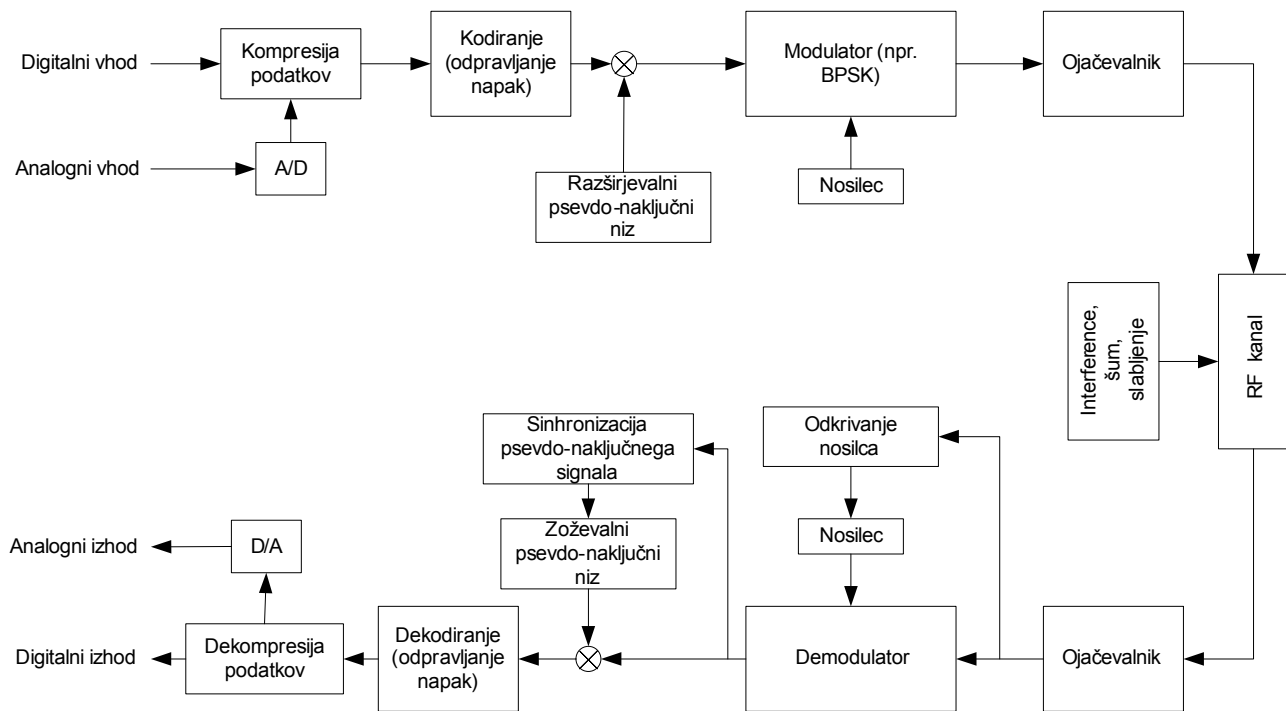 Digitalni vhod
Kompresija
podatkov
Kodiranje
(odpravljanje
napak)
Modulator (npr.
BPSK)
Ojačevalnik
Analogni vhod
A/D
Razširjevalni
psevdo-naključni
niz
Nosilec
Interference,
šum,
slabljenje
RF kanal
Sinhronizacija
psevdo-naključnega
signala
Odkrivanje
nosilca
Analogni izhod
D/A
Zoževalni
psevdo-naključni
niz
Nosilec
Digitalni izhod
Dekompresija
podatkov
Dekodiranje
(odpravljanje
napak)
Demodulator
Ojačevalnik